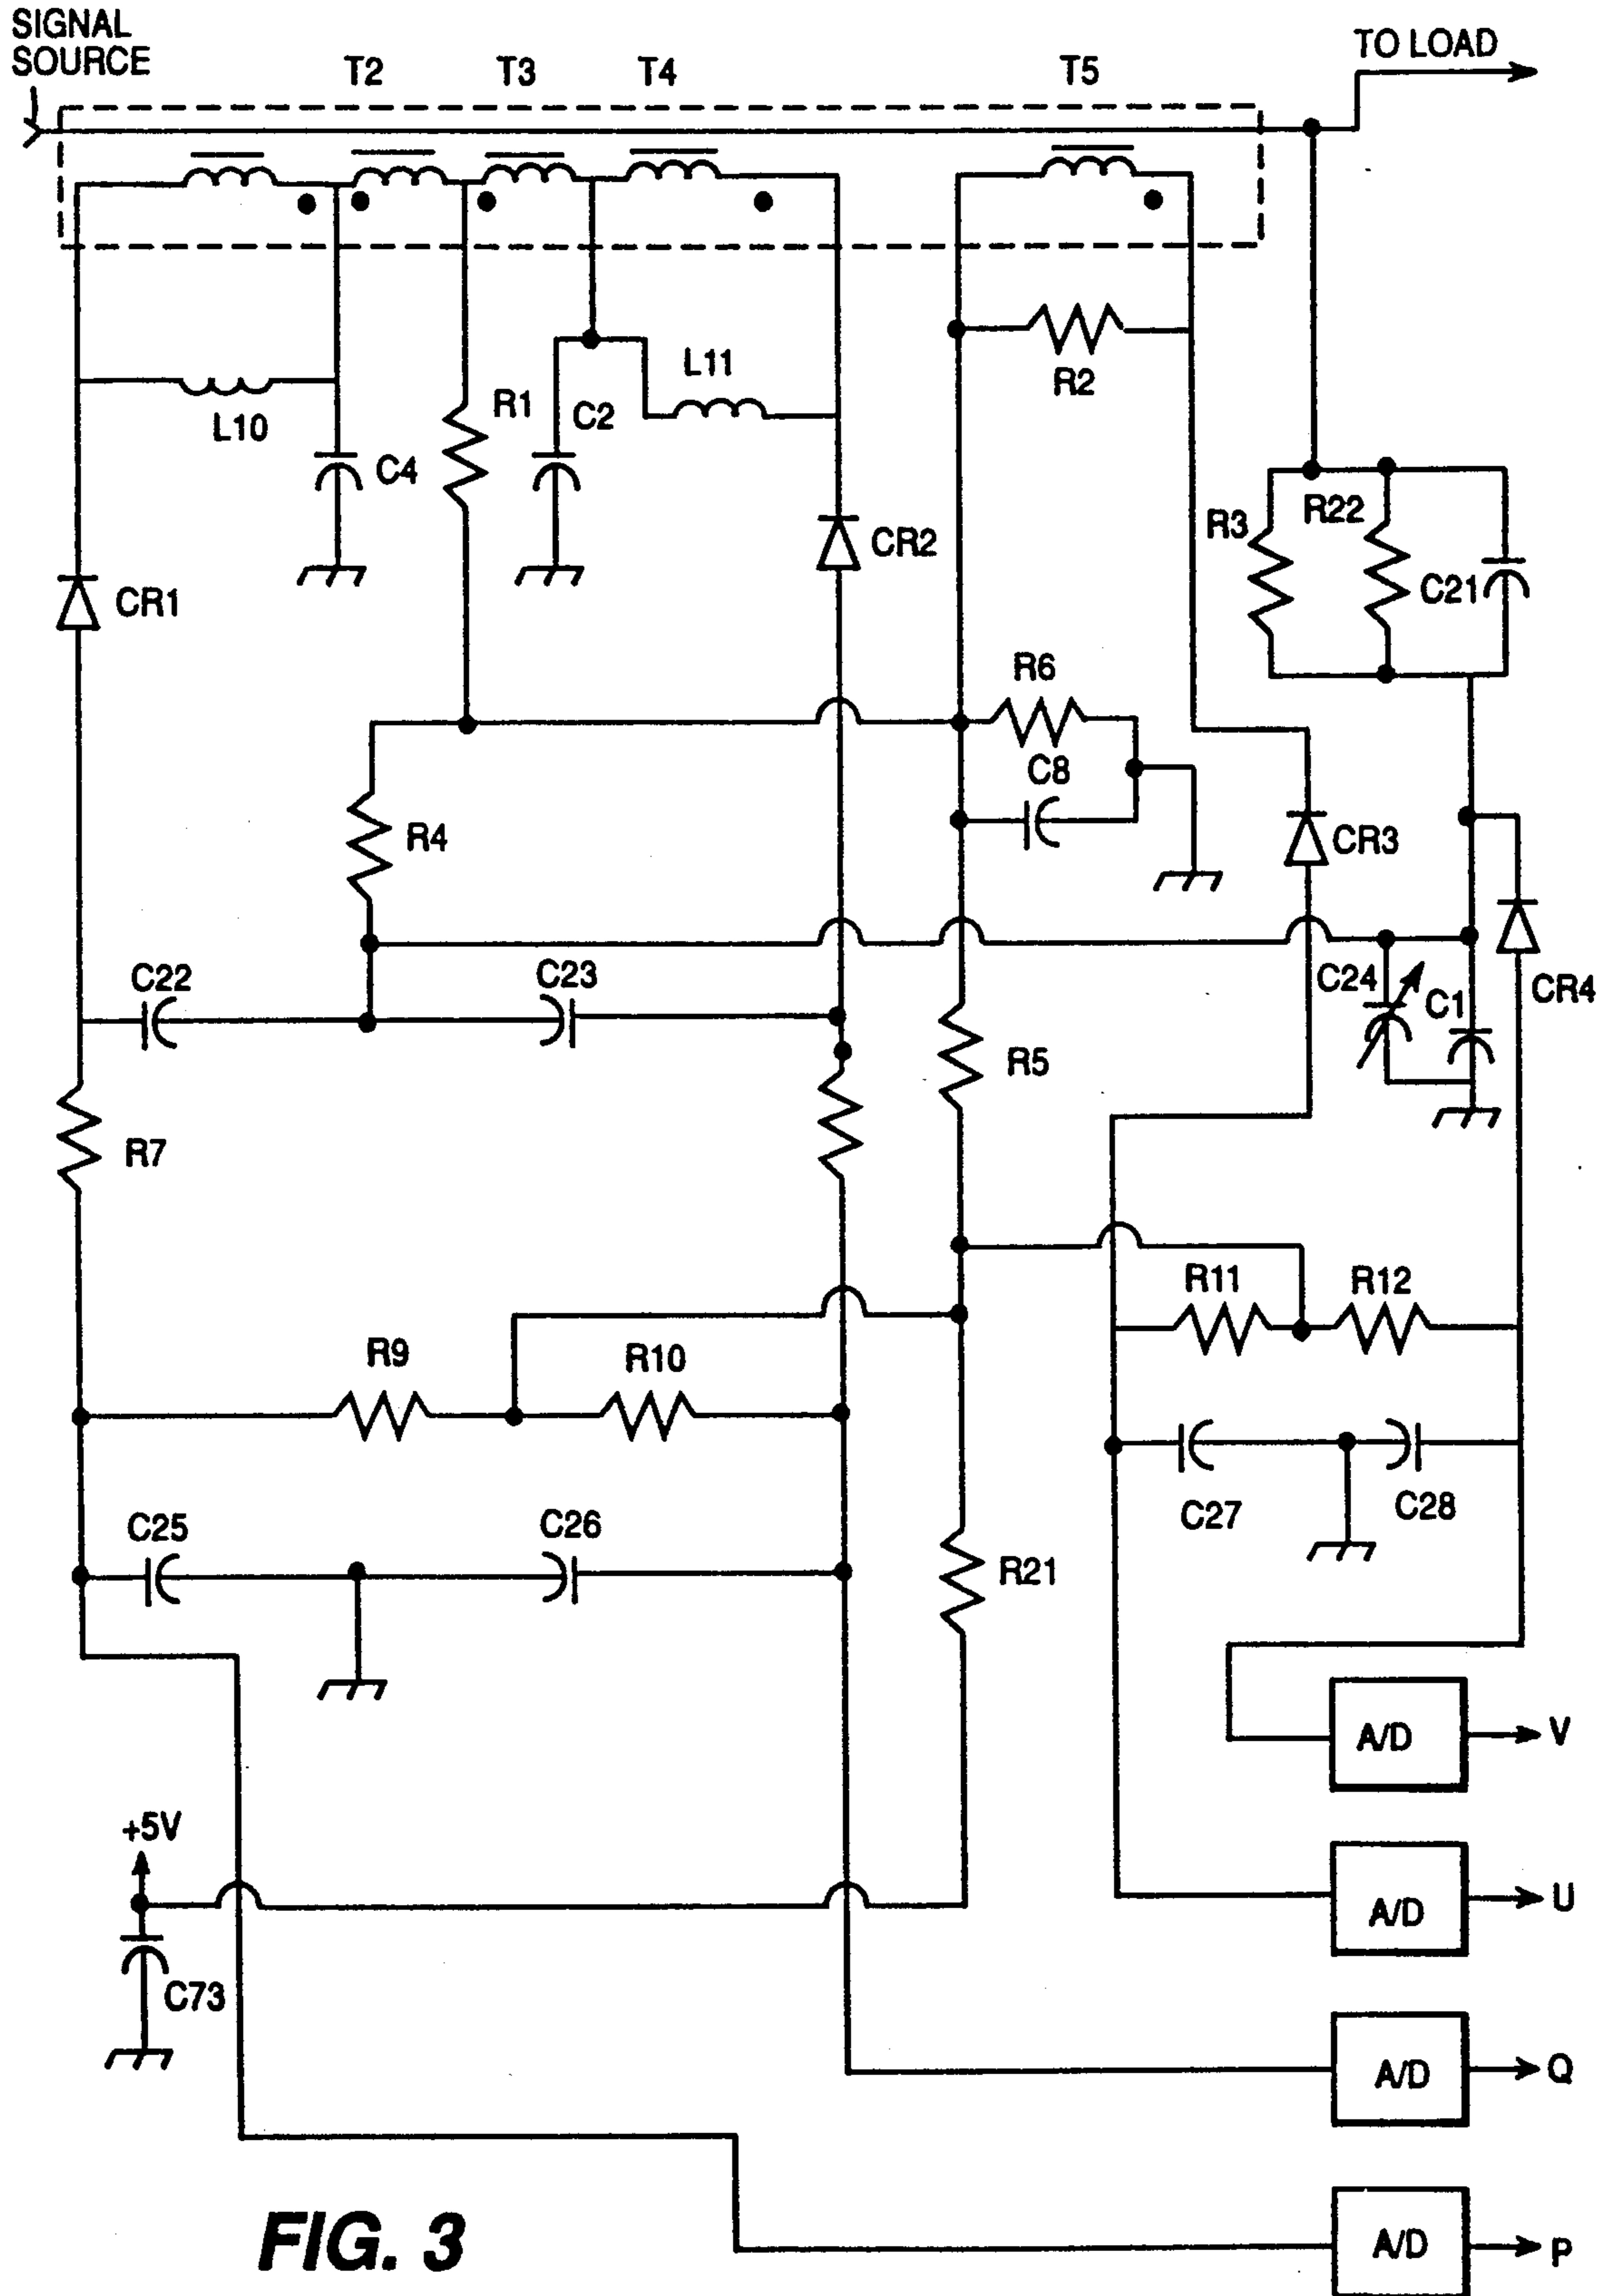 SIGNAL
SOURCE
TO LOAD
T2 T3 T4 T5
L10
R1
C2
L11
R2
C4
CR1
CR2
R3
R22
C21
R6
C8
R4
CR3
C22
C23
C24
C1
CR4
R7
R5
R9
R10
R11
R12
C25
C26
R21
C27
C28
A/D V
+5V
A/D U
C73
A/D Q
A/D P
FIG. 3